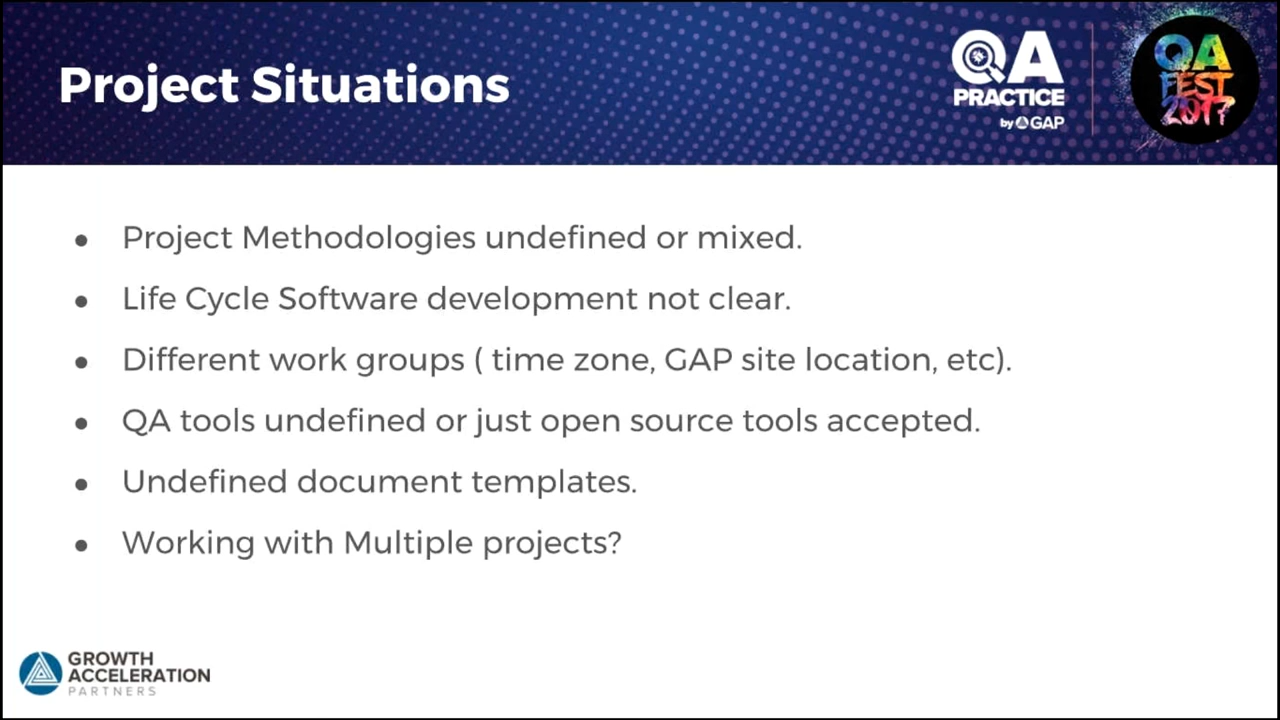 Project Situations
QA
PRACTICE
by GAP
QA
FEST
2017
● Project Methodologies undefined or mixed.
● Life Cycle Software development not clear.
● Different work groups ( time zone, GAP site location, etc).
● QA tools undefined or just open source tools accepted.
● Undefined document templates.
● Working with Multiple projects?
GROWTH
ACCELERATION
PARTNERS